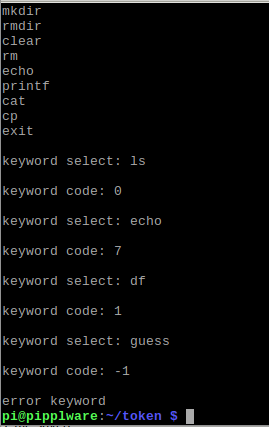 mkdir
rmdir
clear
rm
echo
printf
cat
cp
exit
keyword select: ls
keyword code: 0
keyword select: echo
keyword code: 7
keyword select: df
keyword code: 1
keyword select: guess
keyword code: -1
error keyword
pi@pipplware:~/token $